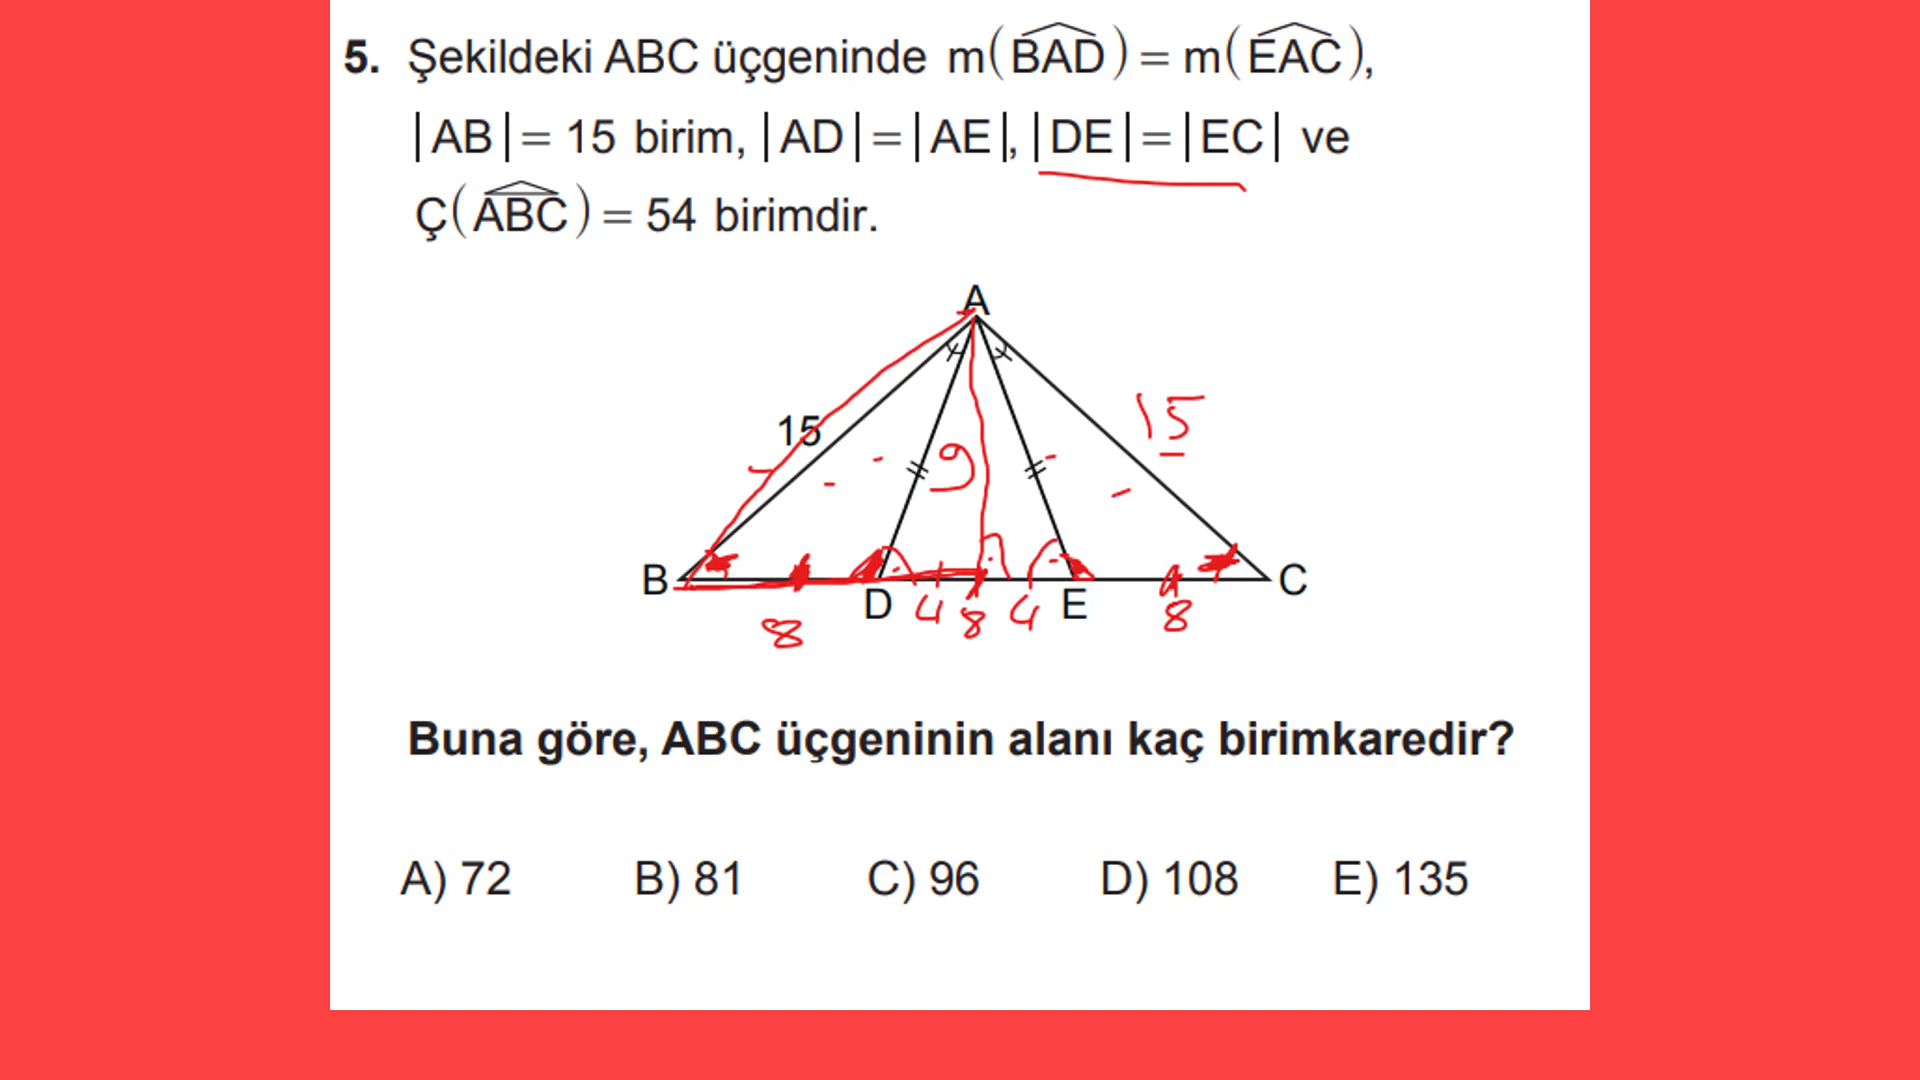 5. Şekildeki ABC üçgeninde m(BAD) = m(EAC),
|AB| = 15 birim, |AD| = |AE|, |DE| = |EC| ve
Ç(ABC) = 54 birimdir.
A
15
15
9
B
D
E
C
8
4
8
4
8
Buna göre, ABC üçgeninin alanı kaç birimkaredir?
A) 72 B) 81 C) 96 D) 108 E) 135